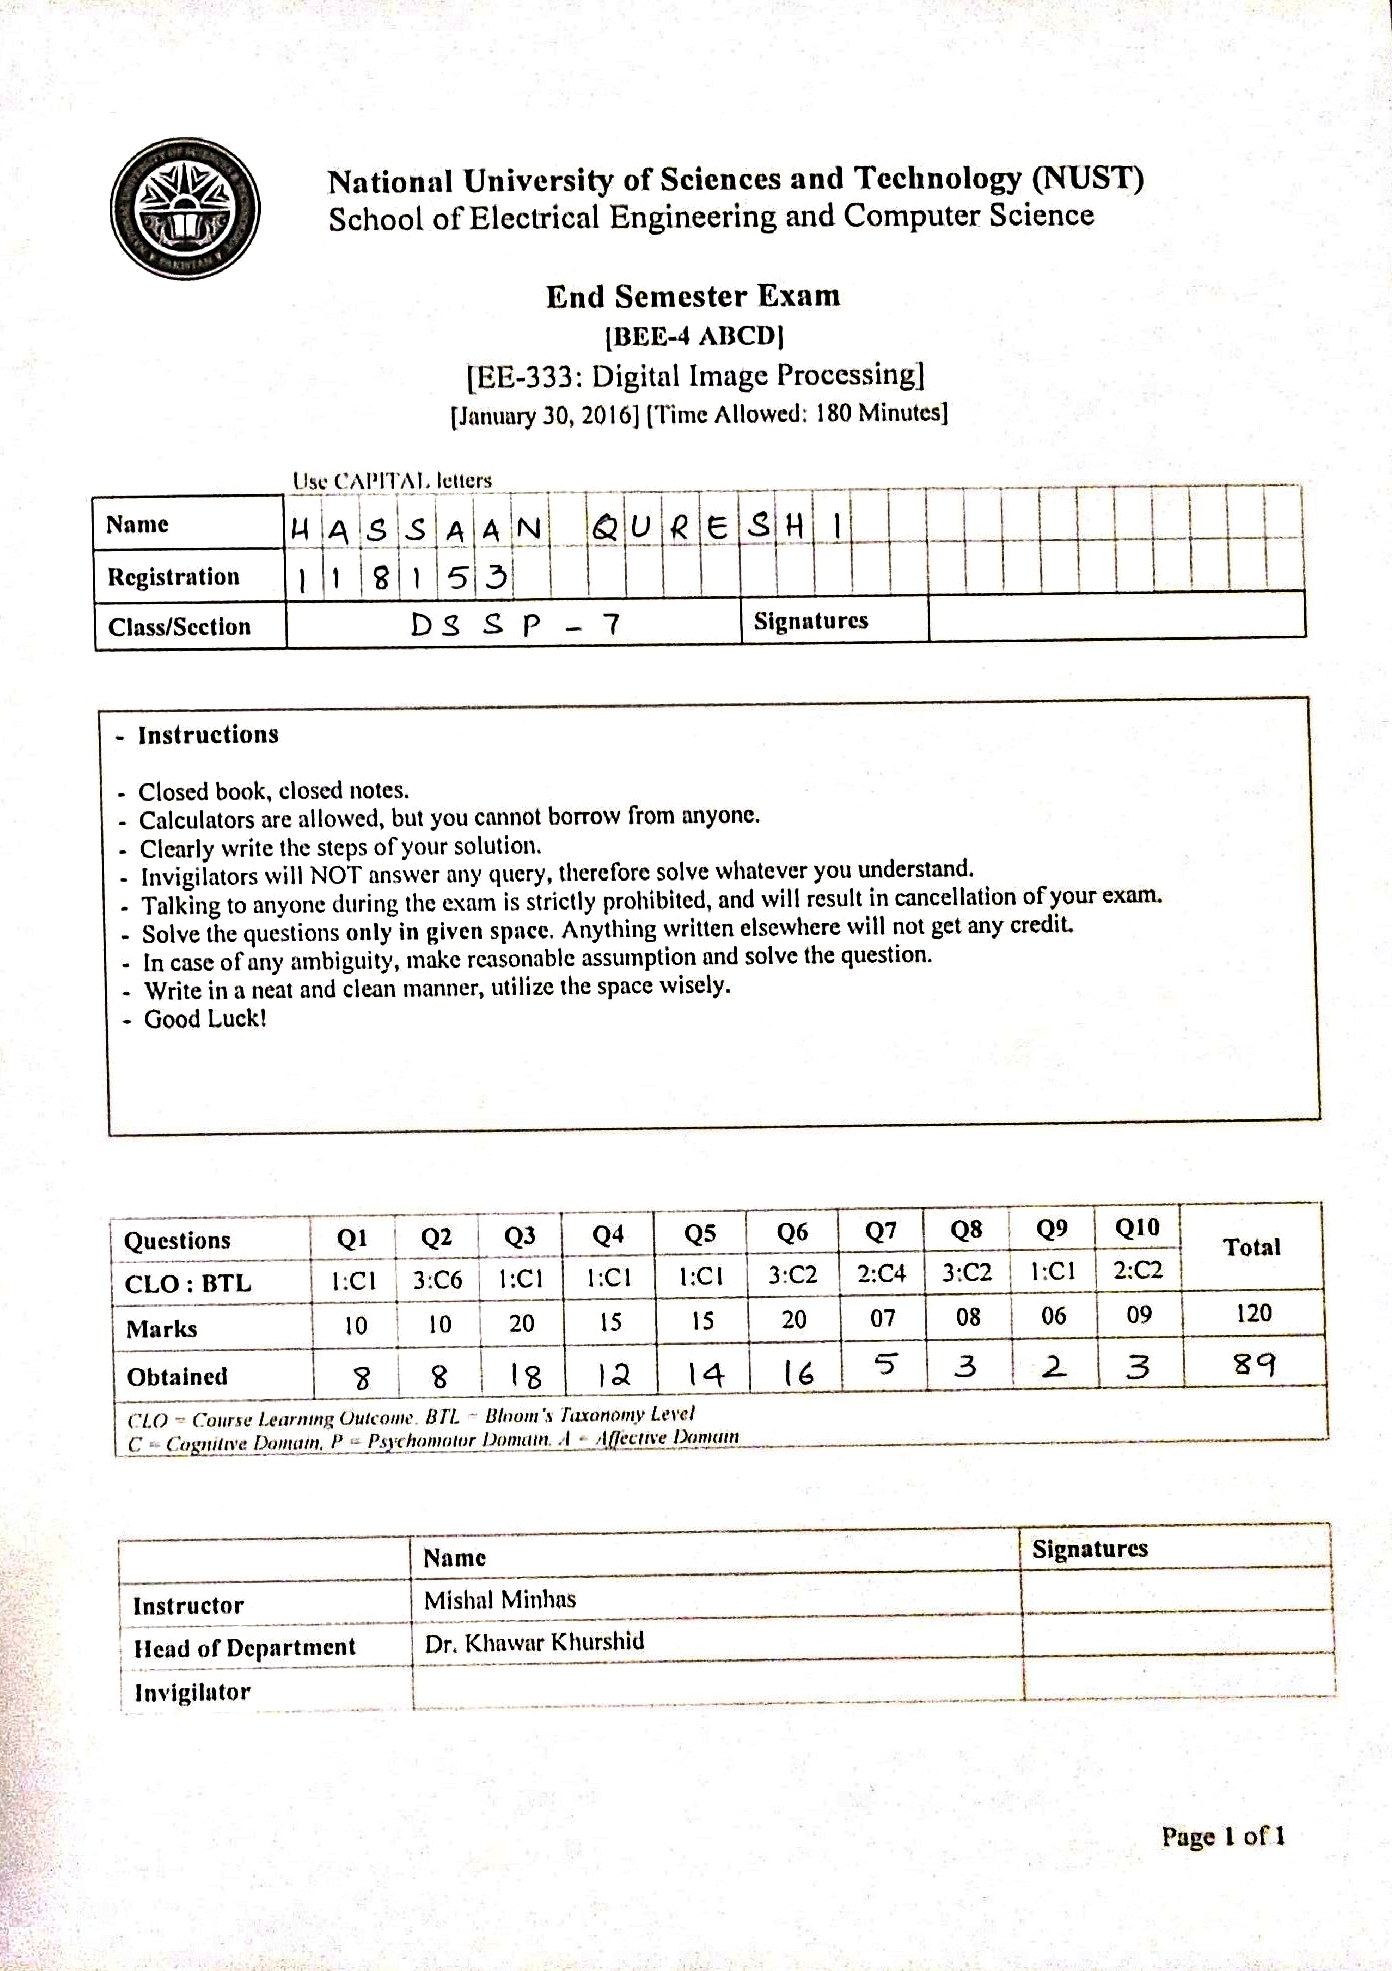 National University of Sciences and Technology (NUST)
School of Electrical Engineering and Computer Science
End Semester Exam
[BEE-4 ABCD]
[EE-333: Digital Image Processing]
[January 30, 2016] [Time Allowed: 180 Minutes]
Use CAPITAL letters
Name HASSAAN QURESHI
Registration 118153
Class/Section DSSP-7 Signatures
- Instructions
- Closed book, closed notes.
- Calculators are allowed, but you cannot borrow from anyone.
- Clearly write the steps of your solution.
- Invigilators will NOT answer any query, therefore solve whatever you understand.
- Talking to anyone during the exam is strictly prohibited, and will result in cancellation of your exam.
- Solve the questions only in given space. Anything written elsewhere will not get any credit.
- In case of any ambiguity, make reasonable assumption and solve the question.
- Write in a neat and clean manner, utilize the space wisely.
- Good Luck!
Questions Q1 Q2 Q3 Q4 Q5 Q6 Q7 Q8 Q9 Q10 Total
CLO : BTL 1:C1 3:C6 1:C1 1:C1 1:C1 3:C2 2:C4 3:C2 1:C1 2:C2
Marks 10 10 20 15 15 20 07 08 06 09 120
Obtained 8 8 18 12 14 16 5 3 2 3 89
CLO = Course Learning Outcome, BTL = Bloom's Taxonomy Level
C = Cognitive Domain, P = Psychomotor Domain, A = Affective Domain
Name Signatures
Instructor Mishal Minhas
Head of Department Dr. Khawar Khurshid
Invigilator
Page 1 of 1